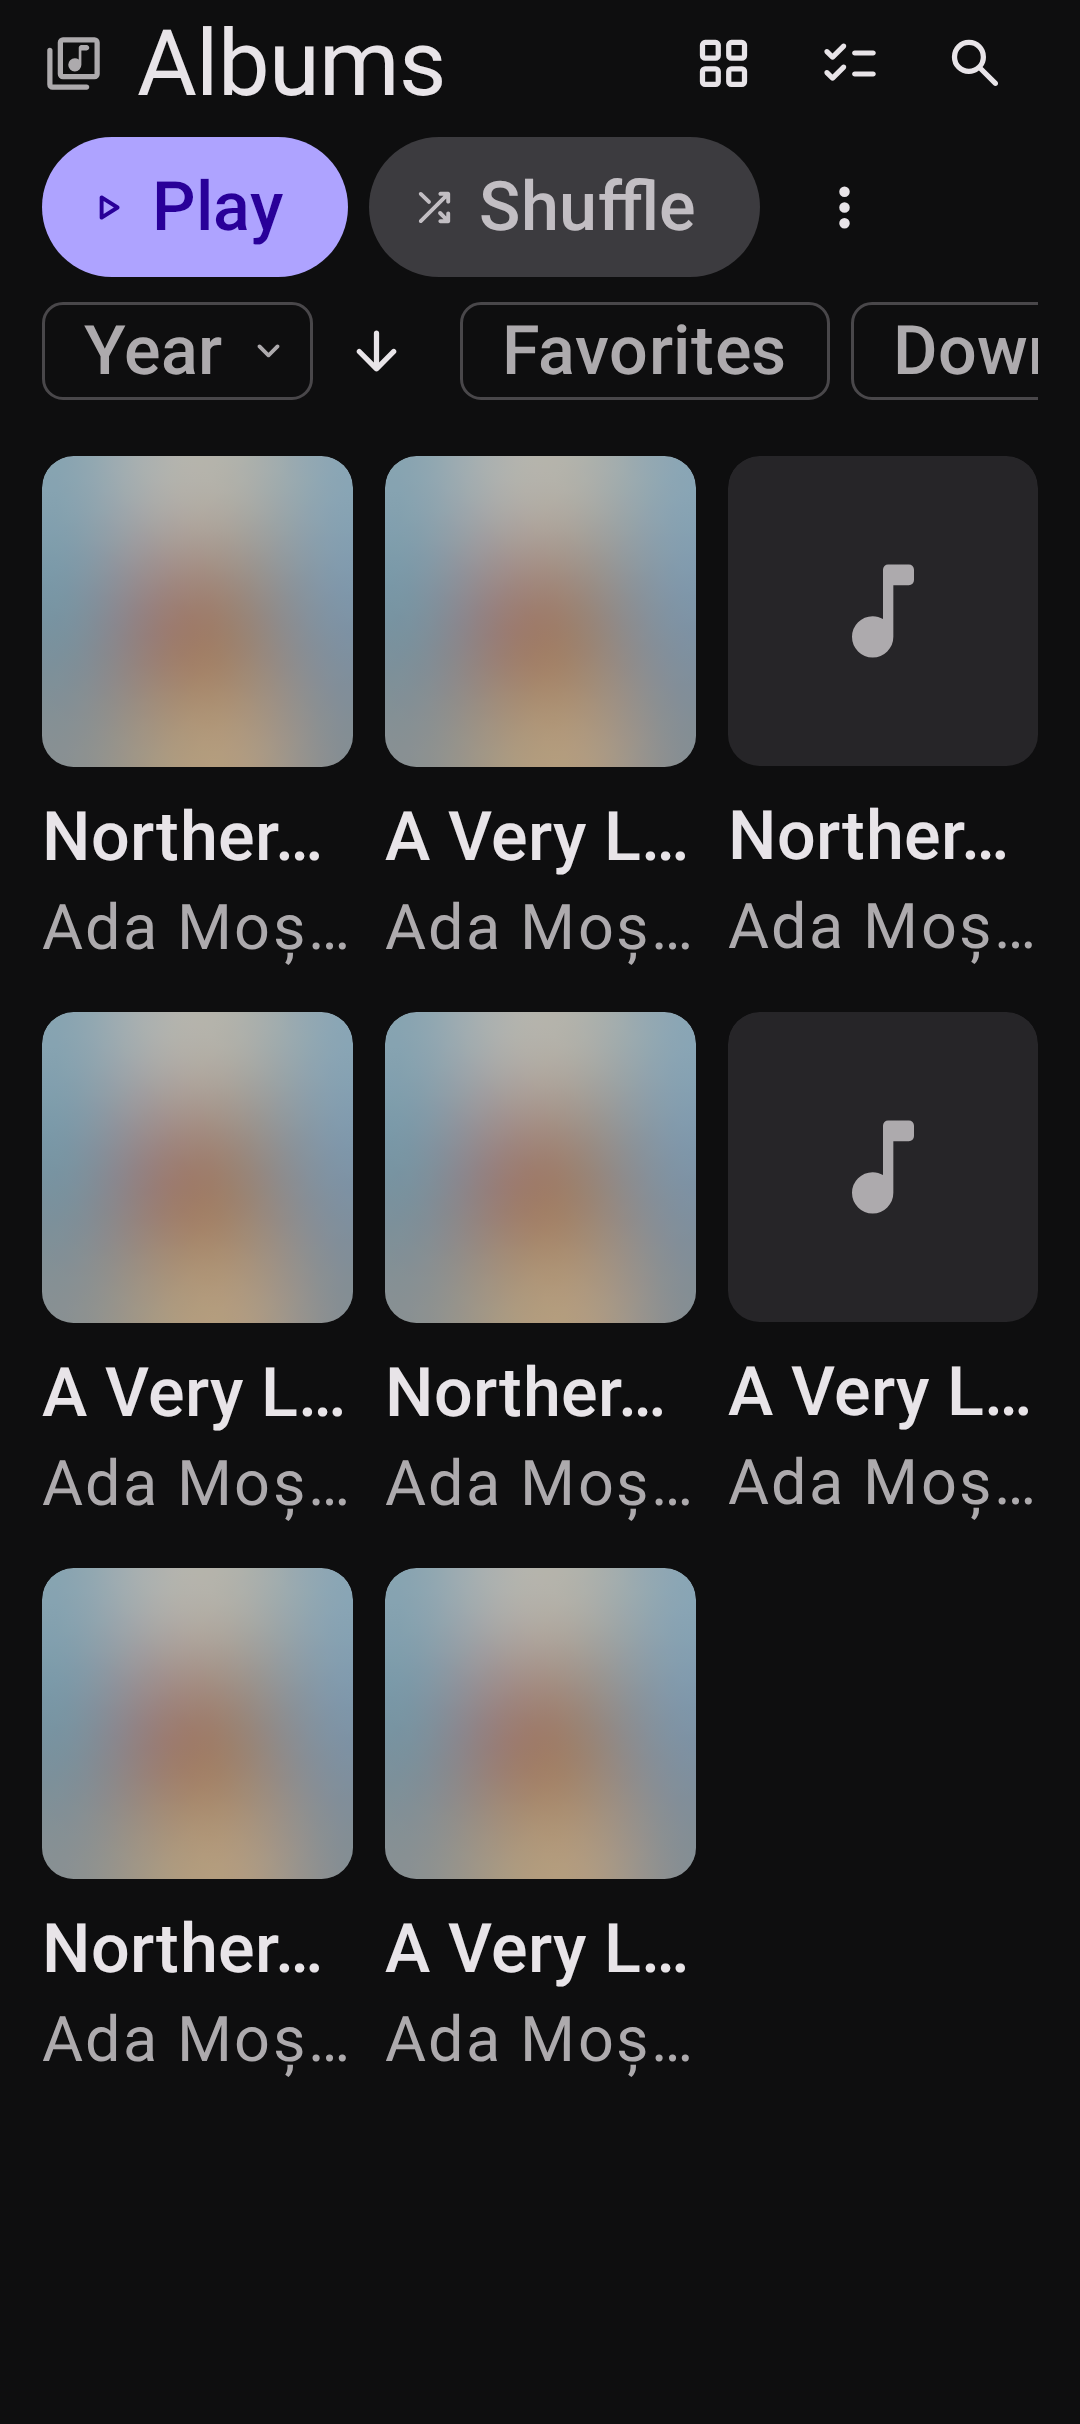 Albums
Play
Shuffle
Year
Favorites
Down
Norther…
A Very L…
Norther…
Ada Moș…
Ada Moș…
Ada Moș…
A Very L…
Norther…
A Very L…
Ada Moș…
Ada Moș…
Ada Moș…
Norther…
A Very L…
Ada Moș…
Ada Moș…